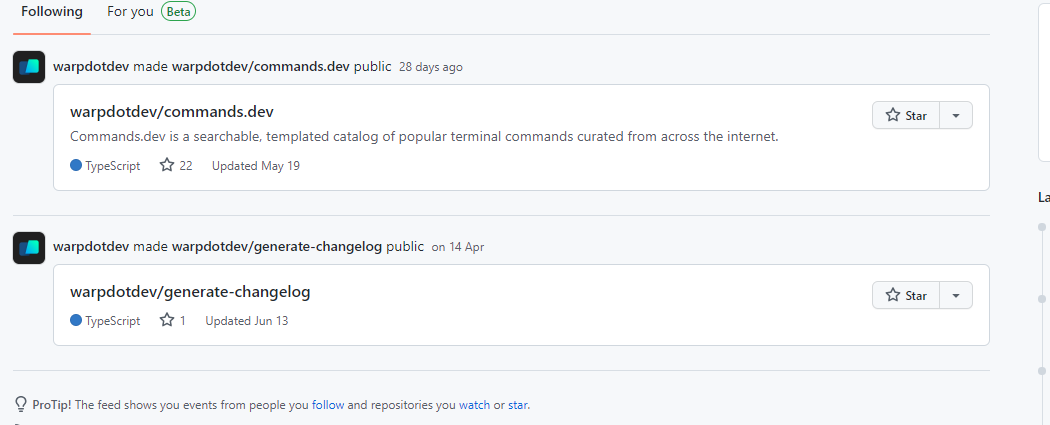 Following For you Beta
warpdotdev made warpdotdev/commands.dev public 28 days ago
warpdotdev/commands.dev Star
Commands.dev is a searchable, templated catalog of popular terminal commands curated from across the internet.
TypeScript 22 Updated May 19
La
warpdotdev made warpdotdev/generate-changelog public on 14 Apr
warpdotdev/generate-changelog Star
TypeScript 1 Updated Jun 13
ProTip! The feed shows you events from people you follow and repositories you watch or star.